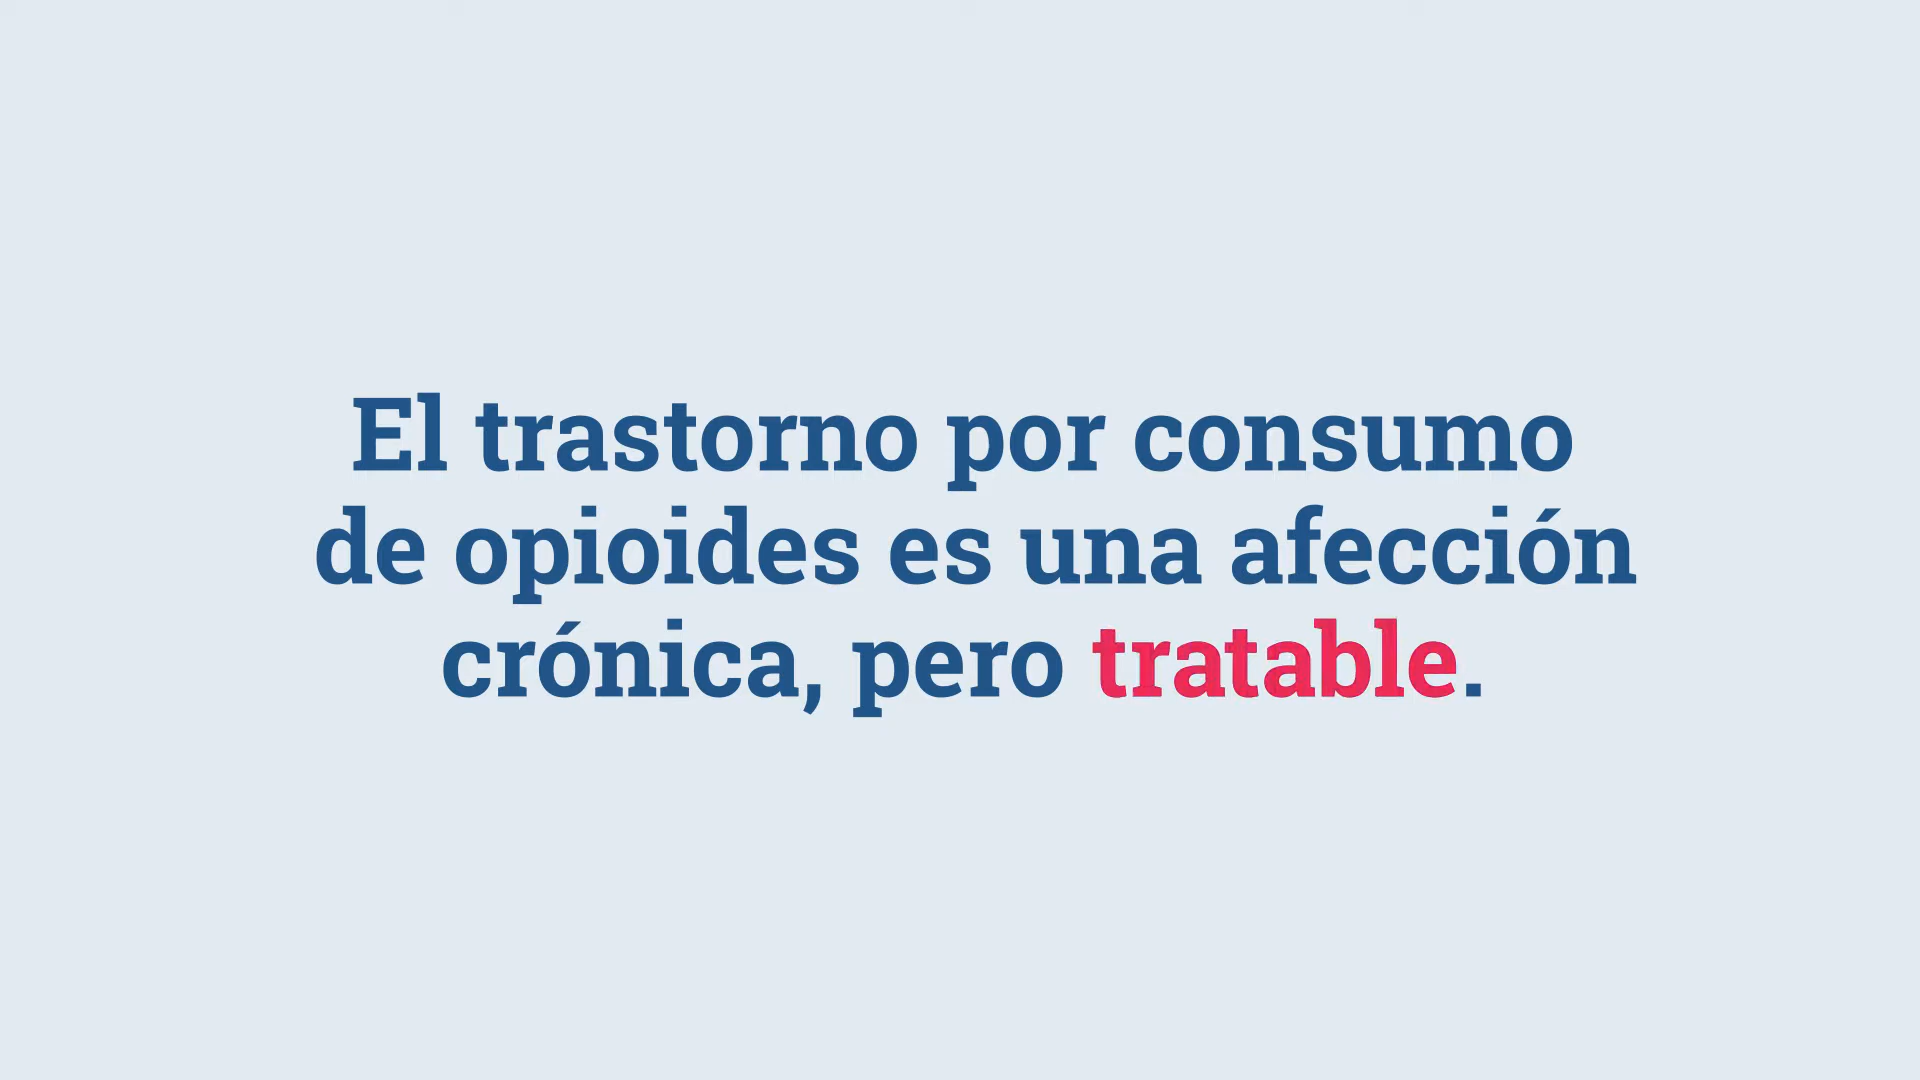 El trastorno por consumo
de opioides es una afección
crónica, pero tratable.